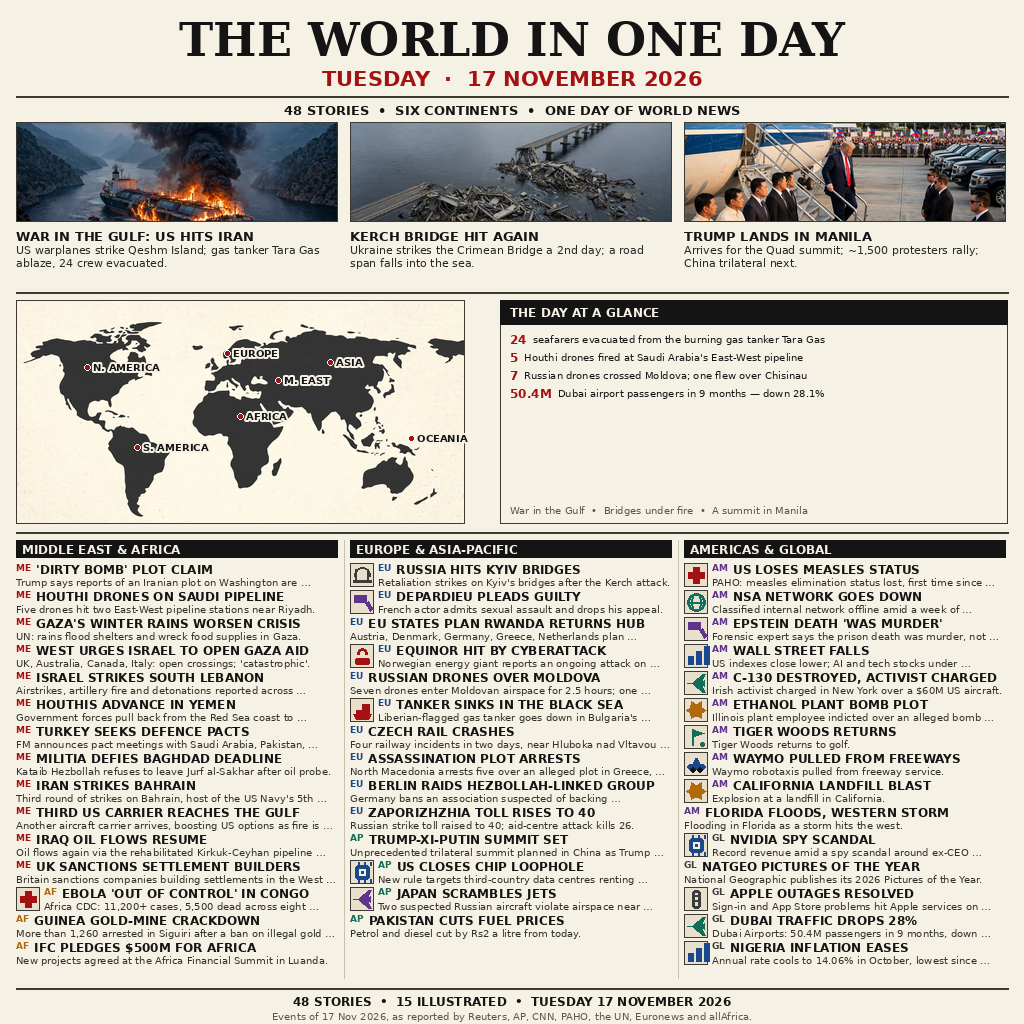 THE WORLD IN ONE DAY
TUESDAY · 17 NOVEMBER 2026
48 STORIES • SIX CONTINENTS • ONE DAY OF WORLD NEWS
WAR IN THE GULF: US HITS IRAN
US warplanes strike Qeshm Island; gas tanker Tara Gas
ablaze, 24 crew evacuated.
KERCH BRIDGE HIT AGAIN
Ukraine strikes the Crimean Bridge a 2nd day; a road
span falls into the sea.
TRUMP LANDS IN MANILA
Arrives for the Quad summit; ~1,500 protesters rally;
China trilateral next.
N. AMERICA
EUROPE
ASIA
M. EAST
AFRICA
S. AMERICA
OCEANIA
THE DAY AT A GLANCE
24 seafarers evacuated from the burning gas tanker Tara Gas
5 Houthi drones fired at Saudi Arabia's East-West pipeline
7 Russian drones crossed Moldova; one flew over Chisinau
50.4M Dubai airport passengers in 9 months — down 28.1%
War in the Gulf • Bridges under fire • A summit in Manila
MIDDLE EAST & AFRICA
ME 'DIRTY BOMB' PLOT CLAIM
Trump says reports of an Iranian plot on Washington are ...
ME HOUTHI DRONES ON SAUDI PIPELINE
Five drones hit two East-West pipeline stations near Riyadh.
ME GAZA'S WINTER RAINS WORSEN CRISIS
UN: rains flood shelters and wreck food supplies in Gaza.
ME WEST URGES ISRAEL TO OPEN GAZA AID
UK, Australia, Canada, Italy: open crossings; 'catastrophic'.
ME ISRAEL STRIKES SOUTH LEBANON
Airstrikes, artillery fire and detonations reported across ...
ME HOUTHIS ADVANCE IN YEMEN
Government forces pull back from the Red Sea coast to ...
ME TURKEY SEEKS DEFENCE PACTS
FM announces pact meetings with Saudi Arabia, Pakistan, ...
ME MILITIA DEFIES BAGHDAD DEADLINE
Kataib Hezbollah refuses to leave Jurf al-Sakhar after oil probe.
ME IRAN STRIKES BAHRAIN
Third round of strikes on Bahrain, host of the US Navy's 5th ...
ME THIRD US CARRIER REACHES THE GULF
Another aircraft carrier arrives, boosting US options as fire is ...
ME IRAQ OIL FLOWS RESUME
Oil flows again via the rehabilitated Kirkuk-Ceyhan pipeline ...
ME UK SANCTIONS SETTLEMENT BUILDERS
Britain sanctions companies building settlements in the West ...
AF EBOLA 'OUT OF CONTROL' IN CONGO
Africa CDC: 11,200+ cases, 5,500 dead across eight ...
AF GUINEA GOLD-MINE CRACKDOWN
More than 1,260 arrested in Siguiri after a ban on illegal gold ...
AF IFC PLEDGES $500M FOR AFRICA
New projects agreed at the Africa Financial Summit in Luanda.
EUROPE & ASIA-PACIFIC
EU RUSSIA HITS KYIV BRIDGES
Retaliation strikes on Kyiv's bridges after the Kerch attack.
EU DEPARDIEU PLEADS GUILTY
French actor admits sexual assault and drops his appeal.
EU EU STATES PLAN RWANDA RETURNS HUB
Austria, Denmark, Germany, Greece, Netherlands plan ...
EU EQUINOR HIT BY CYBERATTACK
Norwegian energy giant reports an ongoing attack on ...
EU RUSSIAN DRONES OVER MOLDOVA
Seven drones enter Moldovan airspace for 2.5 hours; one ...
EU TANKER SINKS IN THE BLACK SEA
Liberian-flagged gas tanker goes down in Bulgaria's ...
EU CZECH RAIL CRASHES
Four railway incidents in two days, near Hluboka nad Vltavou ...
EU ASSASSINATION PLOT ARRESTS
North Macedonia arrests five over an alleged plot in Greece, ...
EU BERLIN RAIDS HEZBOLLAH-LINKED GROUP
Germany bans an association suspected of backing ...
EU ZAPORIZHZHIA TOLL RISES TO 40
Russian strike toll raised to 40; aid-centre attack kills 26.
AP TRUMP-XI-PUTIN SUMMIT SET
Unprecedented trilateral summit planned in China as Trump ...
AP US CLOSES CHIP LOOPHOLE
New rule targets third-country data centres renting ...
AP JAPAN SCRAMBLES JETS
Two suspected Russian aircraft violate airspace near ...
AP PAKISTAN CUTS FUEL PRICES
Petrol and diesel cut by Rs2 a litre from today.
AMERICAS & GLOBAL
AM US LOSES MEASLES STATUS
PAHO: measles elimination status lost, first time since ...
AM NSA NETWORK GOES DOWN
Classified internal network offline amid a week of ...
AM EPSTEIN DEATH 'WAS MURDER'
Forensic expert says the prison death was murder, not ...
AM WALL STREET FALLS
US indexes close lower; AI and tech stocks under ...
AM C-130 DESTROYED, ACTIVIST CHARGED
Irish activist charged in New York over a $60M US aircraft.
AM ETHANOL PLANT BOMB PLOT
Illinois plant employee indicted over an alleged bomb ...
AM TIGER WOODS RETURNS
Tiger Woods returns to golf.
AM WAYMO PULLED FROM FREEWAYS
Waymo robotaxis pulled from freeway service.
AM CALIFORNIA LANDFILL BLAST
Explosion at a landfill in California.
AM FLORIDA FLOODS, WESTERN STORM
Flooding in Florida as a storm hits the west.
GL NVIDIA SPY SCANDAL
Record revenue amid a spy scandal around ex-CEO ...
GL NATGEO PICTURES OF THE YEAR
National Geographic publishes its 2026 Pictures of the Year.
GL APPLE OUTAGES RESOLVED
Sign-in and App Store problems hit Apple services on ...
GL DUBAI TRAFFIC DROPS 28%
Dubai Airports: 50.4M passengers in 9 months, down ...
GL NIGERIA INFLATION EASES
Annual rate cools to 14.06% in October, lowest since ...
48 STORIES • 15 ILLUSTRATED • TUESDAY 17 NOVEMBER 2026
Events of 17 Nov 2026, as reported by Reuters, AP, CNN, PAHO, the UN, Euronews and allAfrica.